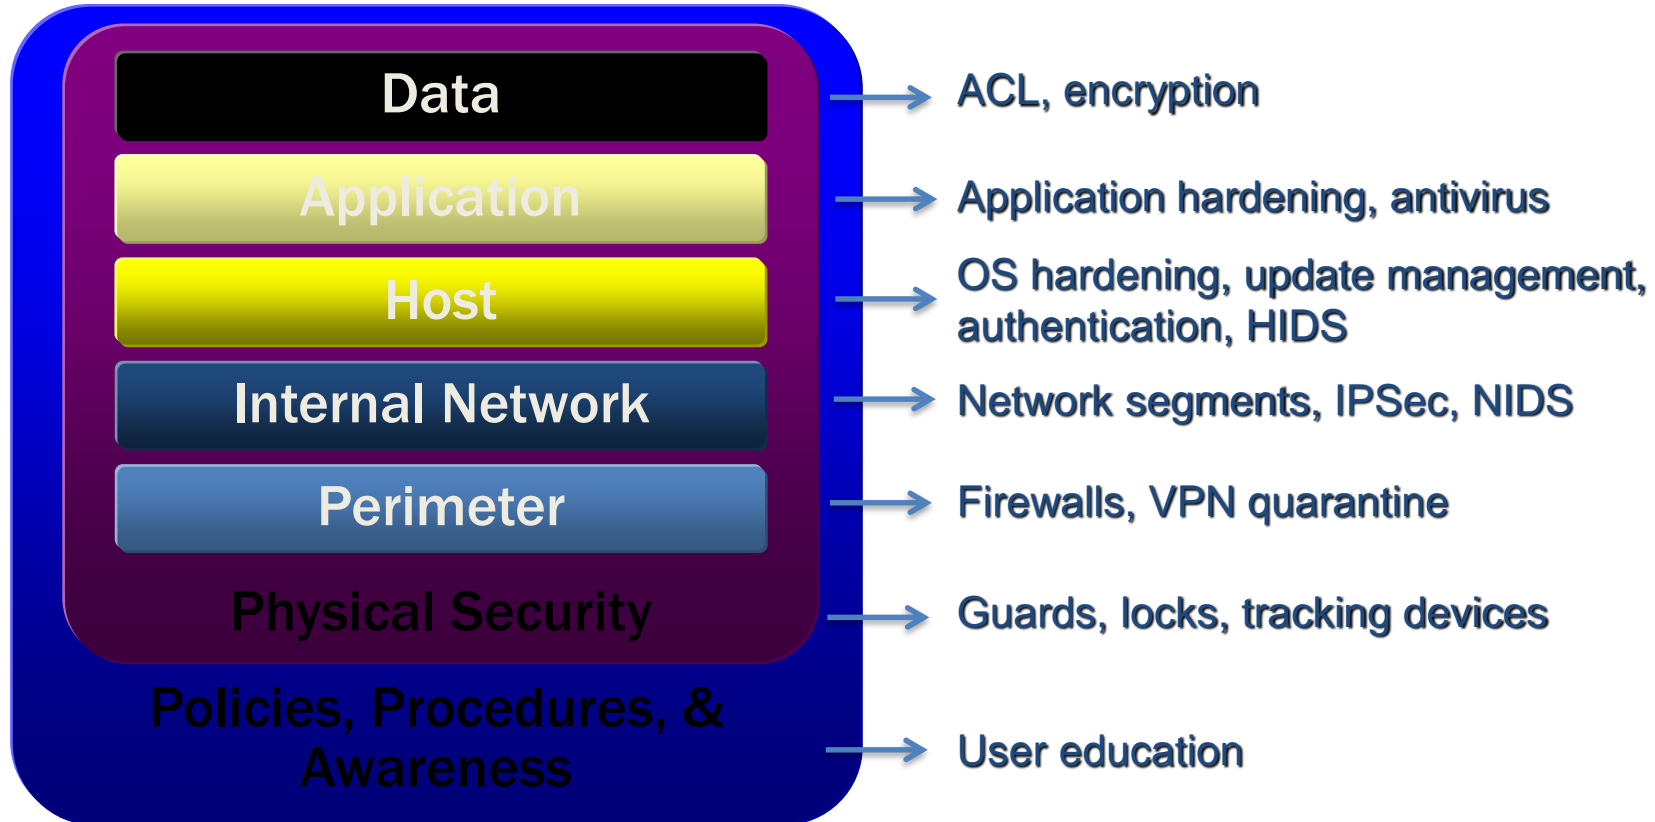 Data
ACL, encryption
Application
Application hardening, antivirus
Host
OS hardening, update management,
authentication, HIDS
Internal Network
Network segments, IPSec, NIDS
Perimeter
Firewalls, VPN quarantine
Physical Security
Guards, locks, tracking devices
Policies, Procedures, &
Awareness
User education